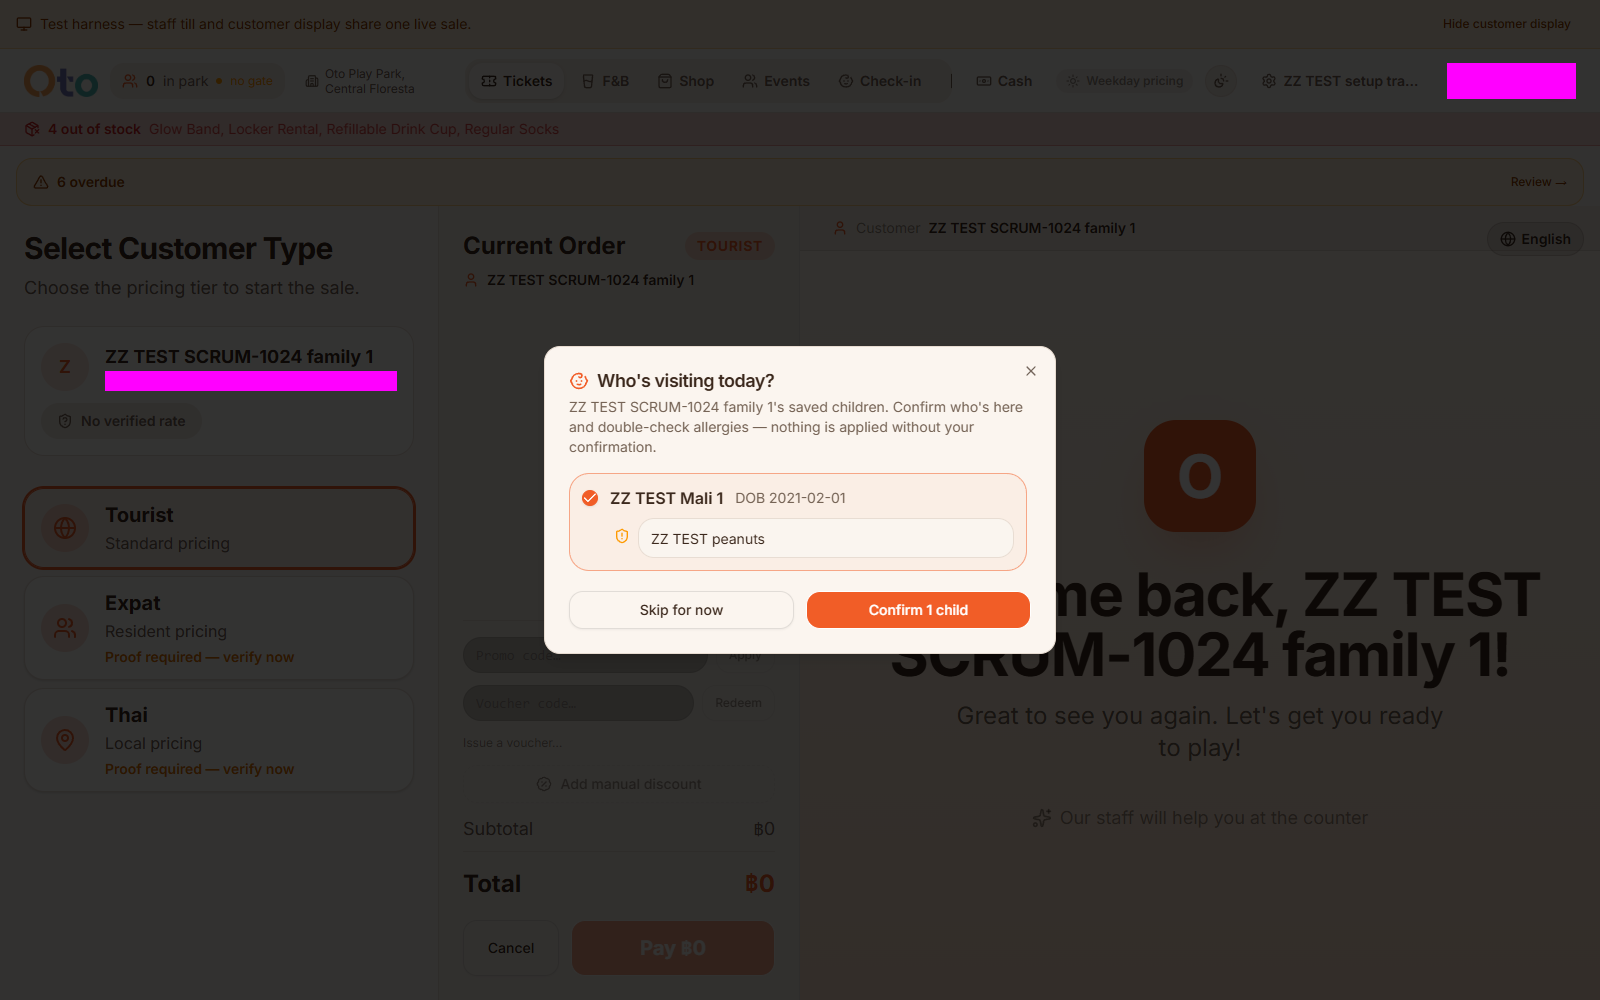 Test harness — staff till and customer display share one live sale.
Hide customer display
Oto
0 in park • no gate
Oto Play Park,
Central Floresta
Tickets
F&B
Shop
Events
Check-in
Cash
Weekday pricing
ZZ TEST setup tra...
4 out of stock Glow Band, Locker Rental, Refillable Drink Cup, Regular Socks
6 overdue
Review →
Select Customer Type
Choose the pricing tier to start the sale.
Z
ZZ TEST SCRUM-1024 family 1
No verified rate
Tourist
Standard pricing
Expat
Resident pricing
Proof required — verify now
Thai
Local pricing
Proof required — verify now
Current Order
TOURIST
ZZ TEST SCRUM-1024 family 1
Promo code…
Apply
Voucher code…
Redeem
Issue a voucher...
Add manual discount
Subtotal
฿0
Total
฿0
Cancel
Pay ฿0
Customer ZZ TEST SCRUM-1024 family 1
English
O
me back, ZZ TEST
SCRUM-1024 family 1!
Great to see you again. Let's get you ready
to play!
Our staff will help you at the counter
Who's visiting today?
ZZ TEST SCRUM-1024 family 1's saved children. Confirm who's here
and double-check allergies — nothing is applied without your
confirmation.
ZZ TEST Mali 1 DOB 2021-02-01
ZZ TEST peanuts
Skip for now
Confirm 1 child